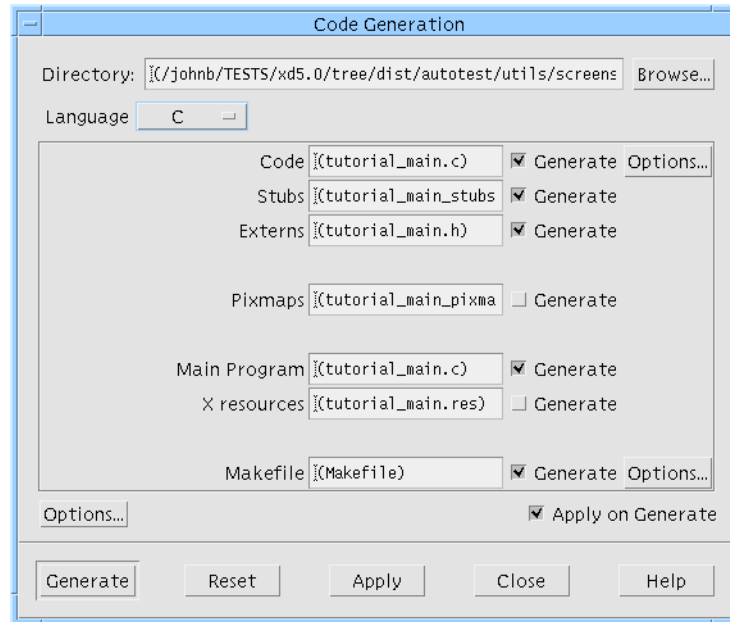 Code Generation
Directory: (/johnb/TESTS/xd5.0/tree/dist/autotest/utils/screens Browse...
Language C
Code (tutorial_main.c) Generate Options...
Stubs (tutorial_main_stubs Generate
Externs (tutorial_main.h) Generate
Pixmaps (tutorial_main_pixma Generate
Main Program (tutorial_main.c) Generate
X resources (tutorial_main.res) Generate
Makefile (Makefile) Generate Options...
Options... Apply on Generate
Generate Reset Apply Close Help